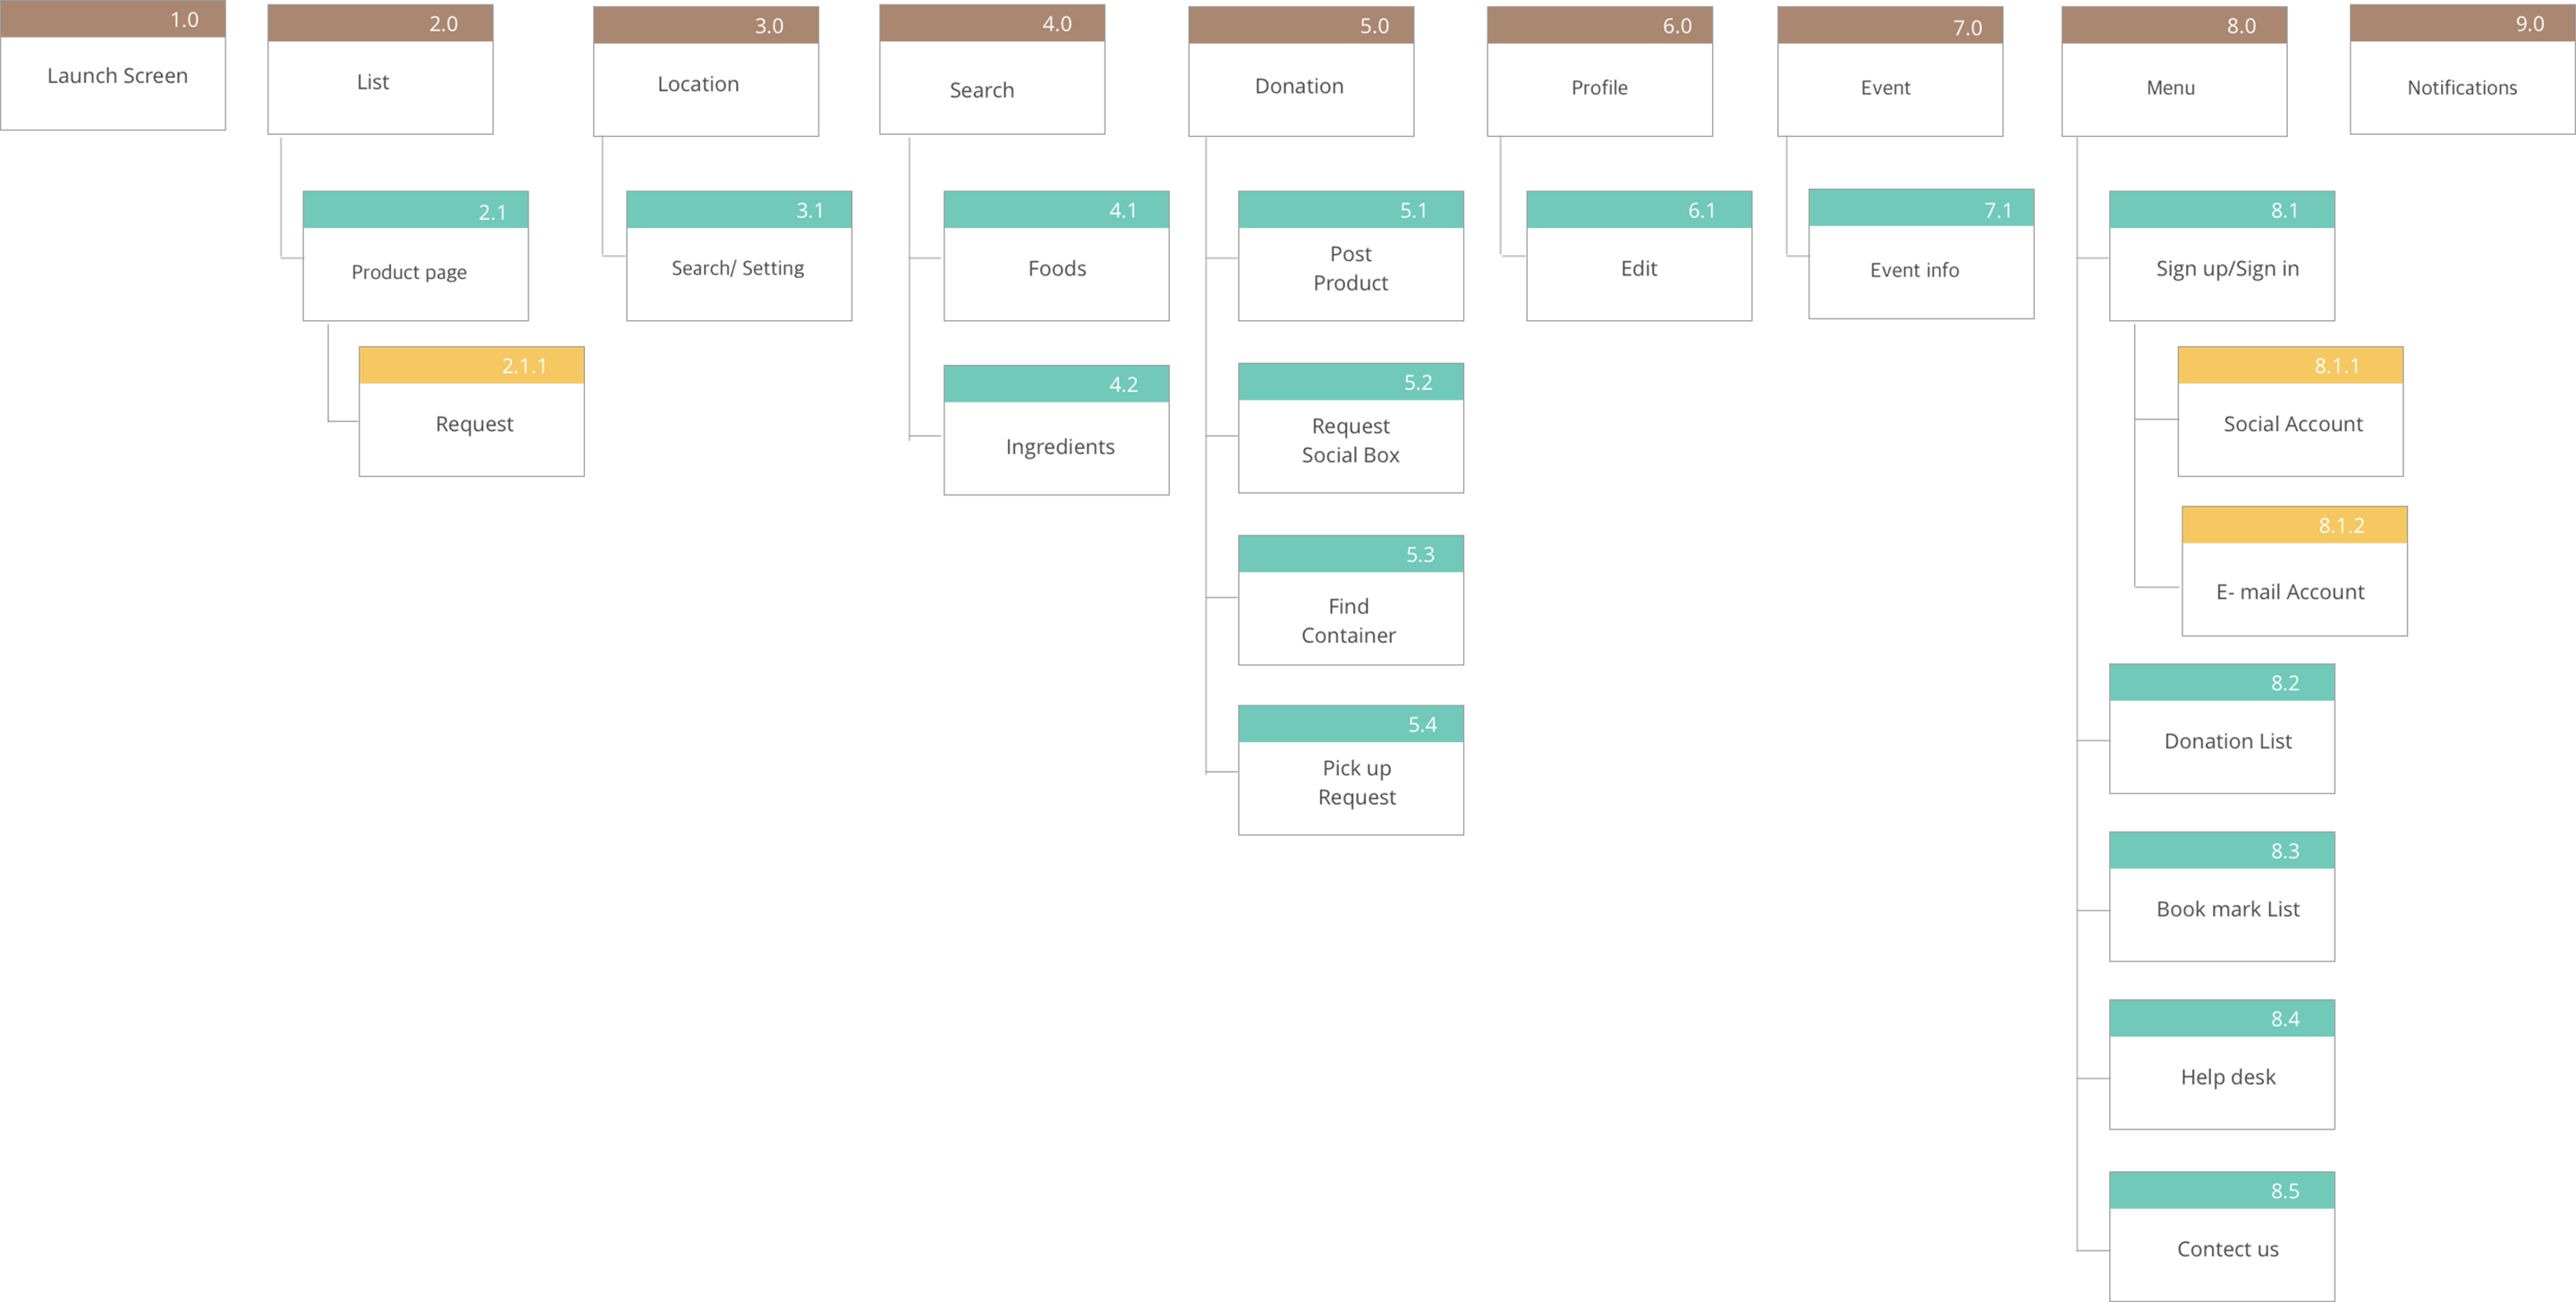 1.0
Launch Screen
2.0
List
2.1
Product page
2.1.1
Request
3.0
Location
3.1
Search/ Setting
4.0
Search
4.1
Foods
4.2
Ingredients
5.0
Donation
5.1
Post
Product
5.2
Request
Social Box
5.3
Find
Container
5.4
Pick up
Request
6.0
Profile
6.1
Edit
7.0
Event
7.1
Event info
8.0
Menu
8.1
Sign up/Sign in
8.1.1
Social Account
8.1.2
E- mail Account
8.2
Donation List
8.3
Book mark List
8.4
Help desk
8.5
Contect us
9.0
Notifications